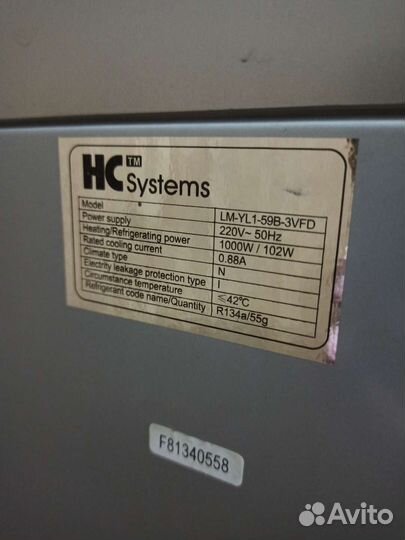 HC™ Systems
Model LM-YL1-59B-3VFD
Power supply 220V~ 50Hz
Heating/Refrigerating power 1000W / 102W
Rated cooling current 0.88A
Climate type N
Electrity leakage protection type I
Circumstance temperature ≤42℃
Refrigerant code name/Quantity R134a/55g
F81340558
Avito